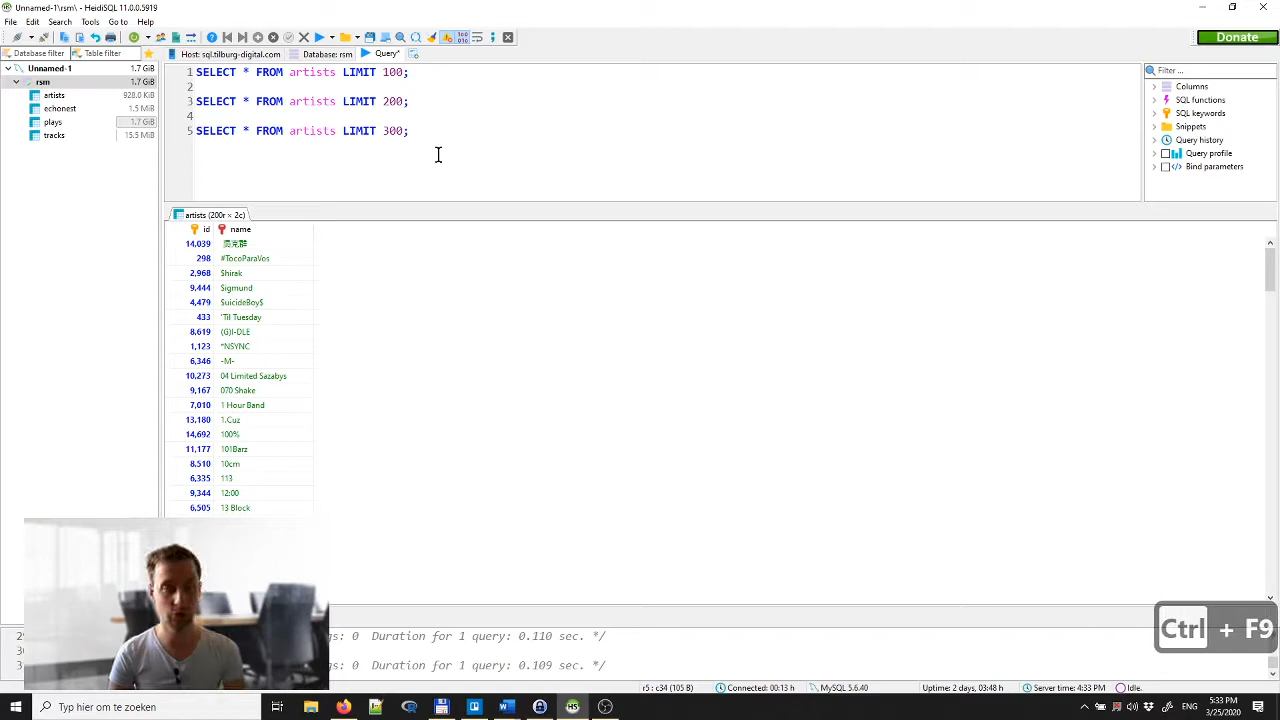 Unnamed-1\rsm\ - HeidiSQL 11.0.0.5919
File Edit Search Query Tools Go to Help
Donate
Database filter Table filter
Host: sql.tilburg-digital.com Database: rsm Query*
Unnamed-1 1.7 GiB
rsm 1.7 GiB
artists 928.0 KiB
echonest 1.5 MiB
plays 1.7 GiB
tracks 15.5 MiB
1 SELECT * FROM artists LIMIT 100;
2
3 SELECT * FROM artists LIMIT 200;
4
5 SELECT * FROM artists LIMIT 300;
Filter ...
Columns
SQL functions
SQL keywords
Snippets
Query history
Query profile
Bind parameters
artists (200r × 2c)
id name
14,039
298 #TocoParaVos
2,968 $hirak
9,444 $igmund
4,479 $uicideBoy$
433 'Til Tuesday
8,619 (G)I-DLE
1,123 *NSYNC
6,346 -M-
10,273 04 Limited Sazabys
9,167 070 Shake
7,010 1 Hour Band
13,180 1.Cuz
14,692 100%
11,177 101Barz
8,510 10cm
6,335 113
9,344 12:00
6,505 13 Block
gs: 0 Duration for 1 query: 0.110 sec. */
gs: 0 Duration for 1 query: 0.109 sec. */
Ctrl + F9
r5 : c34 (105 B) Connected: 00:13 h MySQL 5.6.40 Uptime: 2 days, 03:48 h Server time: 4:33 PM Idle.
Typ hier om te zoeken
ENG
5:33 PM
3/25/2020